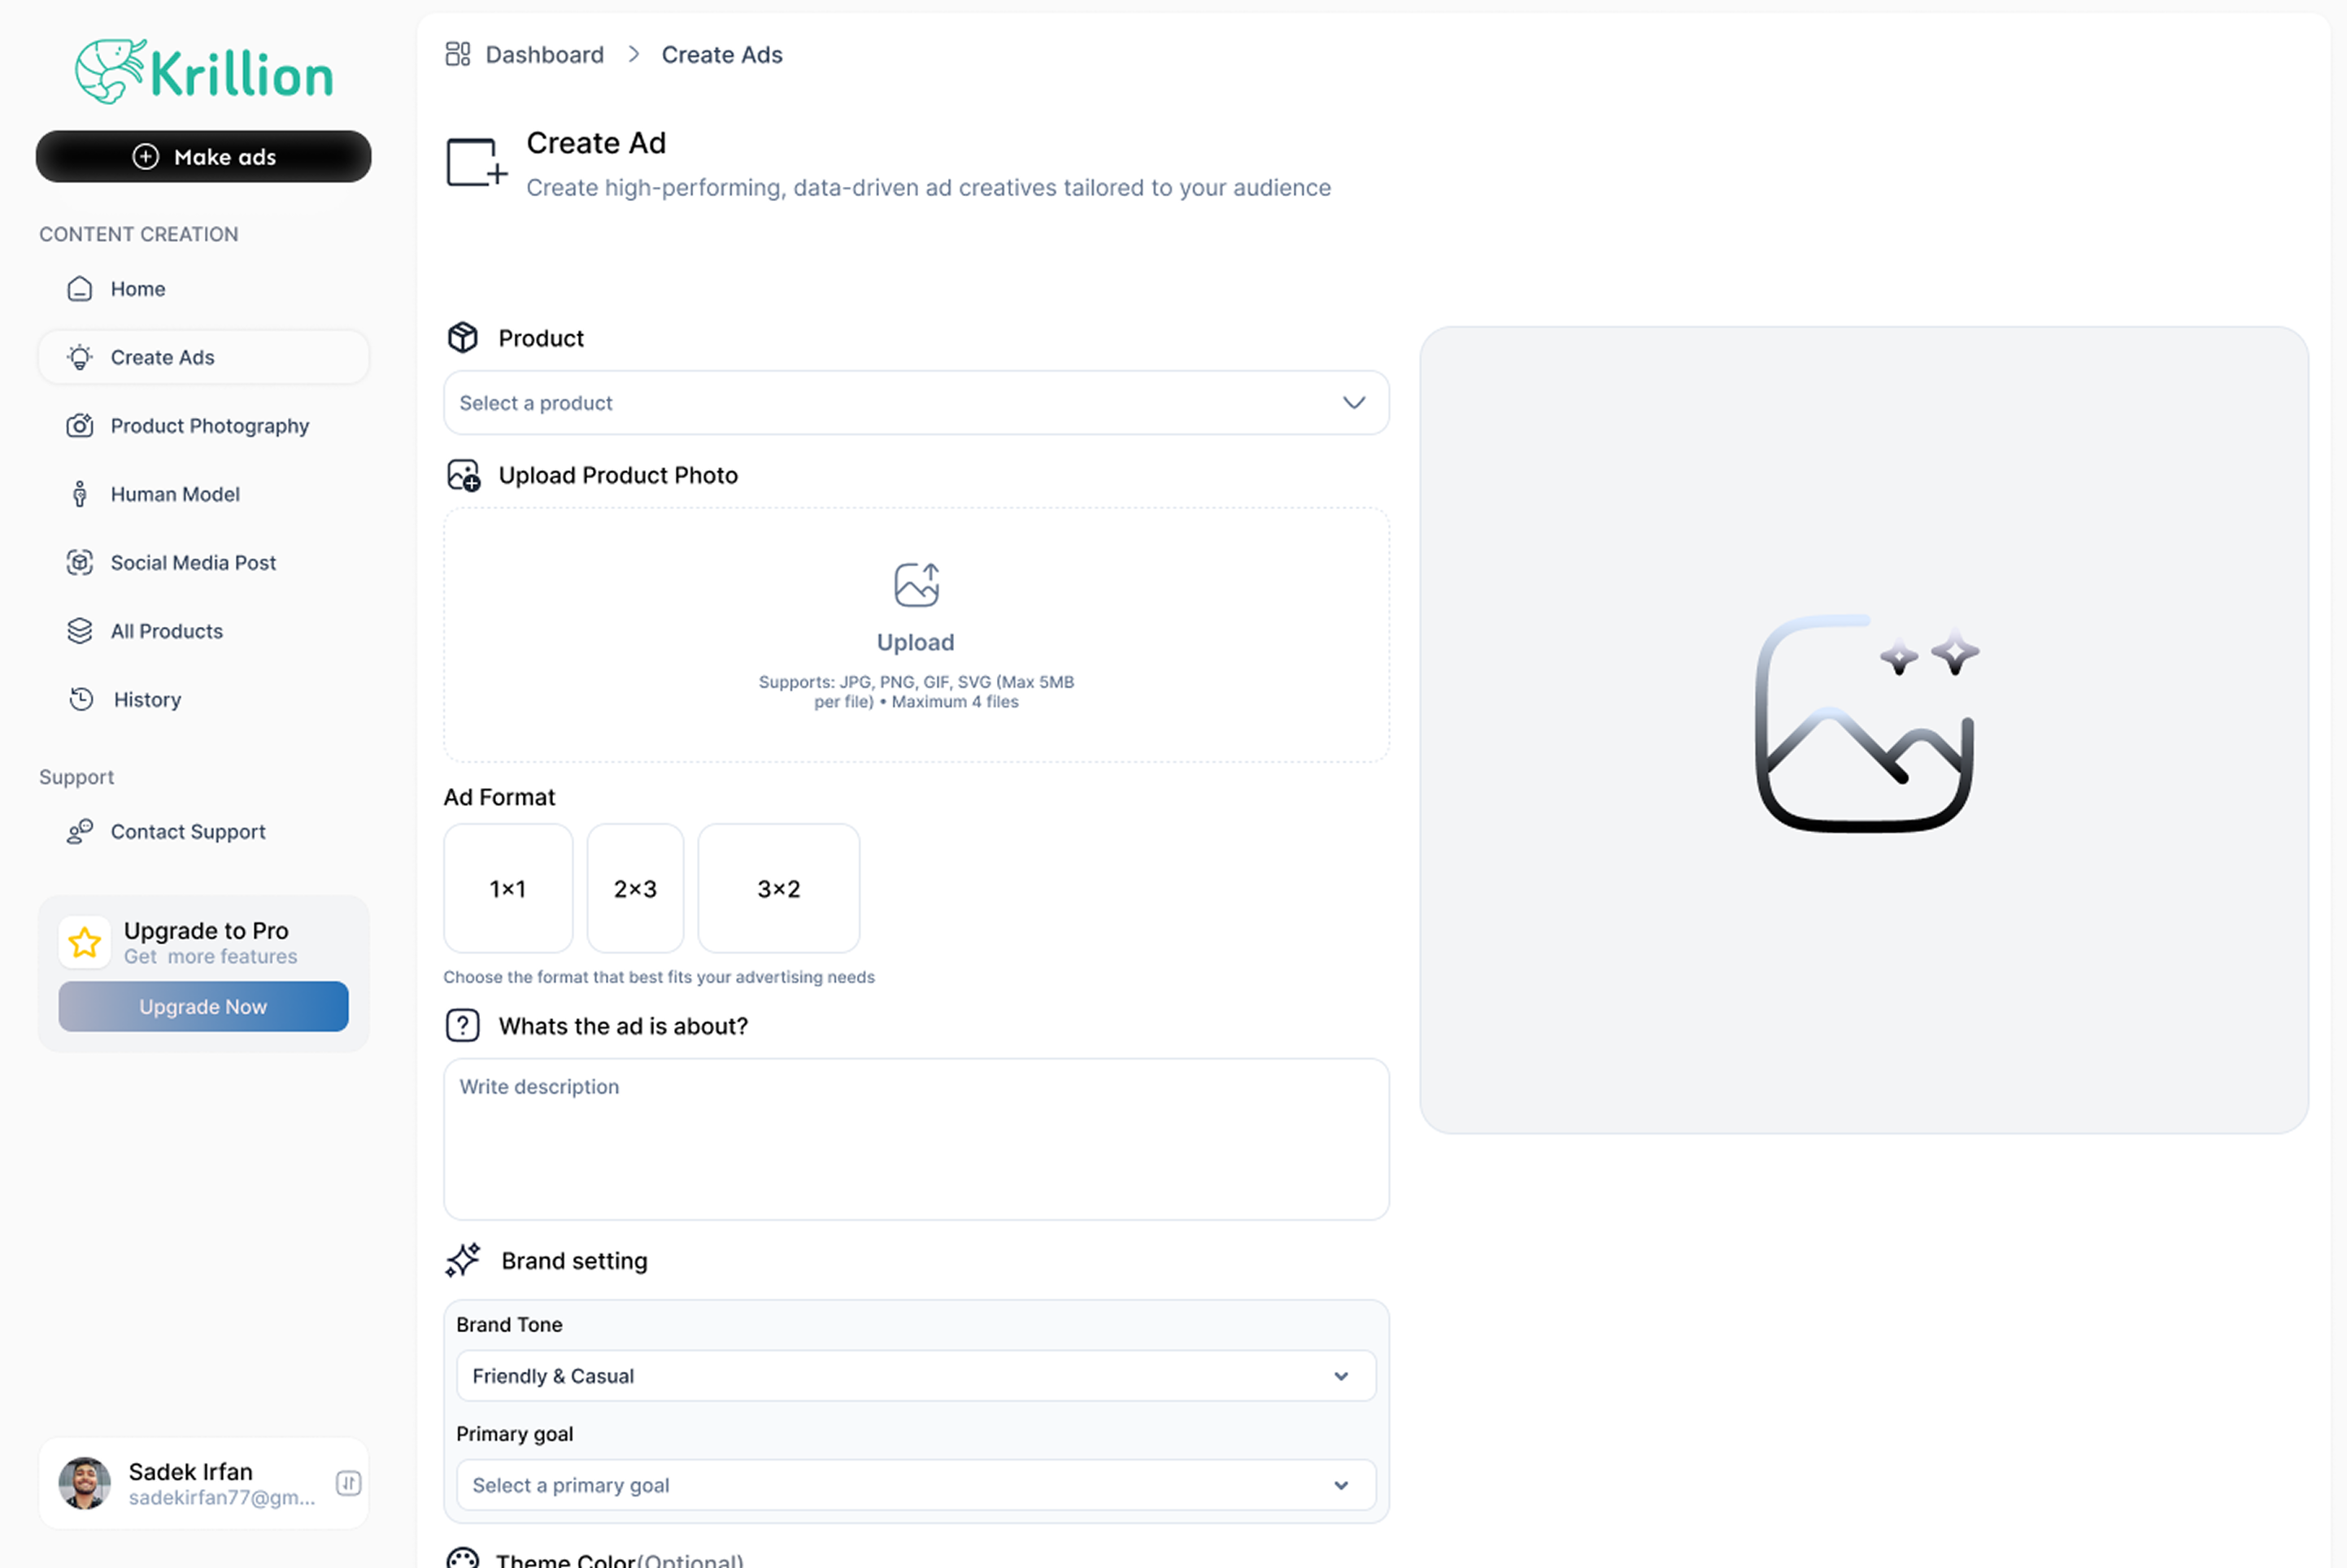 Krillion
Make ads
CONTENT CREATION
Home
Create Ads
Product Photography
Human Model
Social Media Post
All Products
History
Support
Contact Support
Upgrade to Pro
Get more features
Upgrade Now
Sadek Irfan
sadekirfan77@gm...
Dashboard > Create Ads
Create Ad
Create high-performing, data-driven ad creatives tailored to your audience
Product
Select a product
Upload Product Photo
Upload
Supports: JPG, PNG, GIF, SVG (Max 5MB
per file) • Maximum 4 files
Ad Format
1×1 2×3 3×2
Choose the format that best fits your advertising needs
Whats the ad is about?
Write description
Brand setting
Brand Tone
Friendly & Casual
Primary goal
Select a primary goal
Theme Color(Optional)